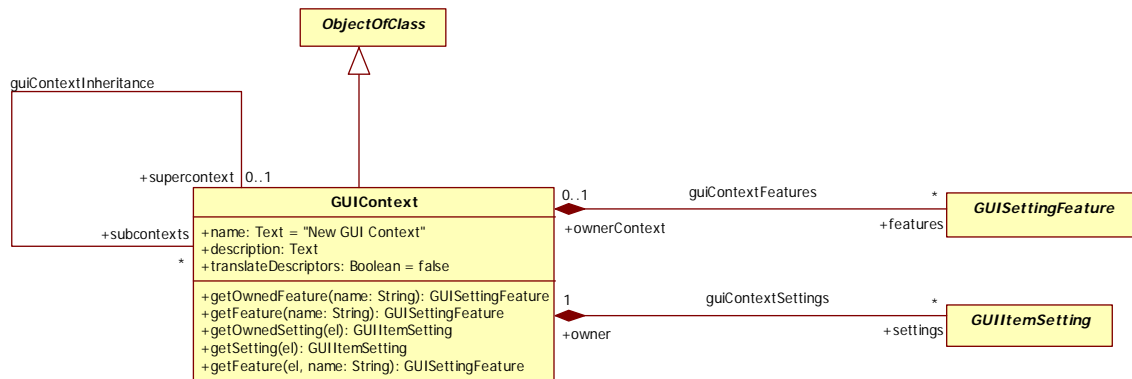 ObjectOfClass
guiContextInheritance
+supercontext
0..1
+subcontexts
*
GUIContext
+name: Text = "New GUI Context"
+description: Text
+translateDescriptors: Boolean = false
+getOwnedFeature(name: String): GUISettingFeature
+getFeature(name: String): GUISettingFeature
+getOwnedSetting(el): GUIItemSetting
+getSetting(el): GUIItemSetting
+getFeature(el, name: String): GUISettingFeature
0..1
guiContextFeatures
*
+ownerContext
+features
GUISettingFeature
1
guiContextSettings
*
+owner
+settings
GUIItemSetting